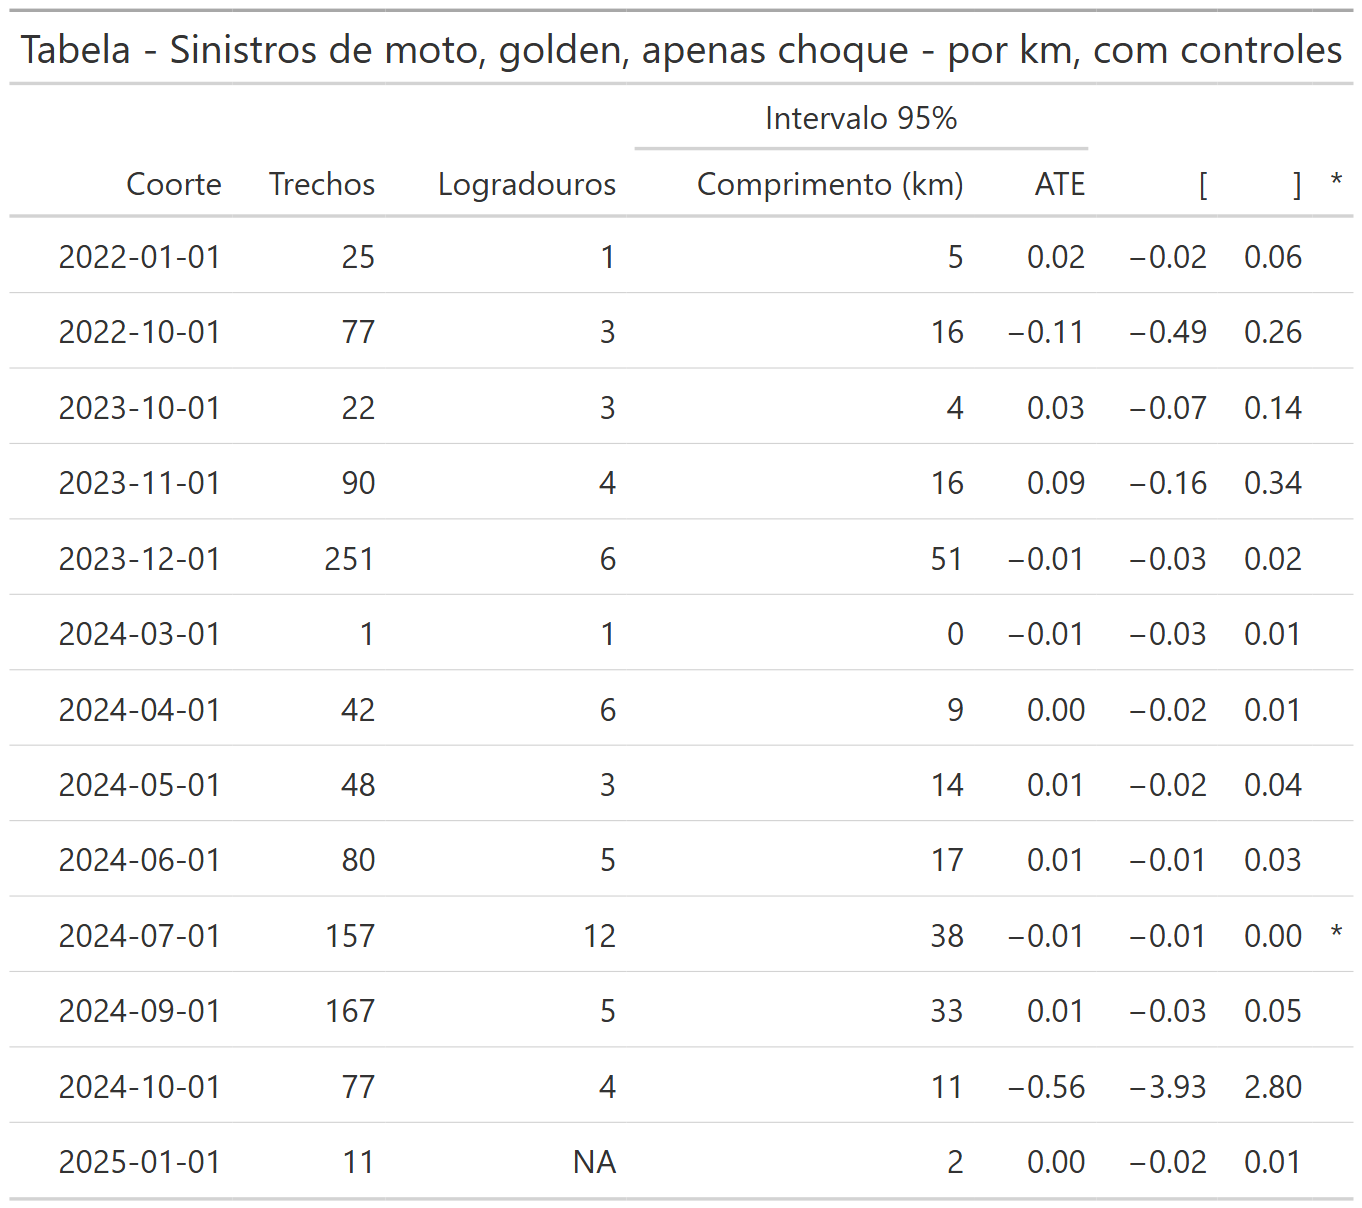 Tabela - Sinistros de moto, golden, apenas choque - por km, com controles
Intervalo 95%
Coorte Trechos Logradouros Comprimento (km) ATE [ ] *
2022-01-01 25 1 5 0.02 −0.02 0.06
2022-10-01 77 3 16 −0.11 −0.49 0.26
2023-10-01 22 3 4 0.03 −0.07 0.14
2023-11-01 90 4 16 0.09 −0.16 0.34
2023-12-01 251 6 51 −0.01 −0.03 0.02
2024-03-01 1 1 0 −0.01 −0.03 0.01
2024-04-01 42 6 9 0.00 −0.02 0.01
2024-05-01 48 3 14 0.01 −0.02 0.04
2024-06-01 80 5 17 0.01 −0.01 0.03
2024-07-01 157 12 38 −0.01 −0.01 0.00 *
2024-09-01 167 5 33 0.01 −0.03 0.05
2024-10-01 77 4 11 −0.56 −3.93 2.80
2025-01-01 11 NA 2 0.00 −0.02 0.01